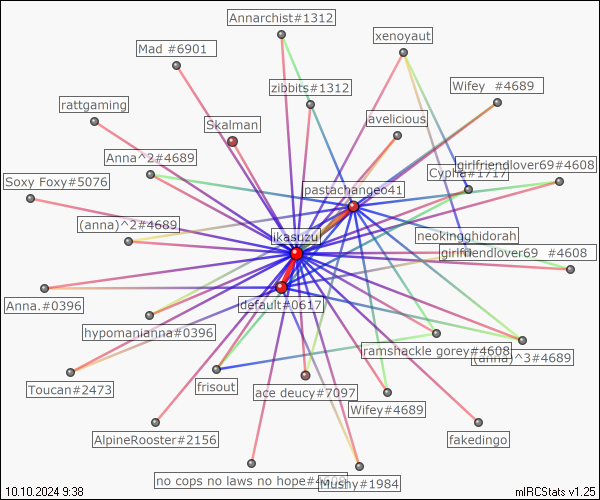 Annarchist#1312
xenoyaut
Mad #6901
zibbits#1312
Wifey  #4689
rattgaming
avelicious
Skalman
Anna^2#4689
girlfriendlover69#4608
Cypha#1717
Soxy Foxy#5076
pastachangeo41
(anna)^2#4689
ikasuzu
neokingghidorah
girlfriendlover69  #4608
Anna.#0396
default#0617
hypomanianna#0396
ramshackle gorey#4608
(anna)^3#4689
Toucan#2473
frisout
ace deucy#7097
Wifey#4689
AlpineRooster#2156
fakedingo
no cops no laws no hope#4
Mushy#1984
10.10.2024 9:38
mIRCStats v1.25